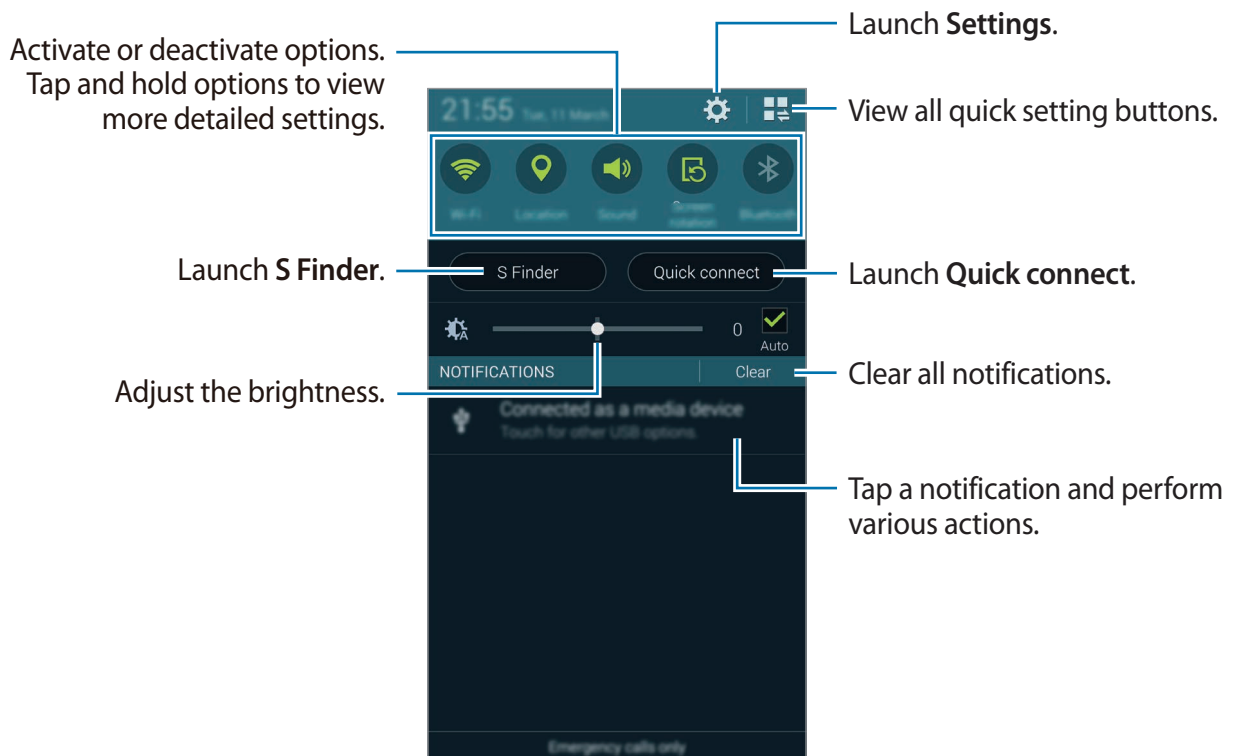 Launch Settings.
Activate or deactivate options.
Tap and hold options to view
more detailed settings.
View all quick setting buttons.
21:55 Tue, 11 March
Wi-Fi
Location
Sound
Screen
rotation
Bluetooth
Launch S Finder.
S Finder
Quick connect
Launch Quick connect.
0
Auto
A
NOTIFICATIONS
Clear
Clear all notifications.
Adjust the brightness.
Connected as a media device
Touch for other USB options.
Tap a notification and perform
various actions.
Emergency calls only